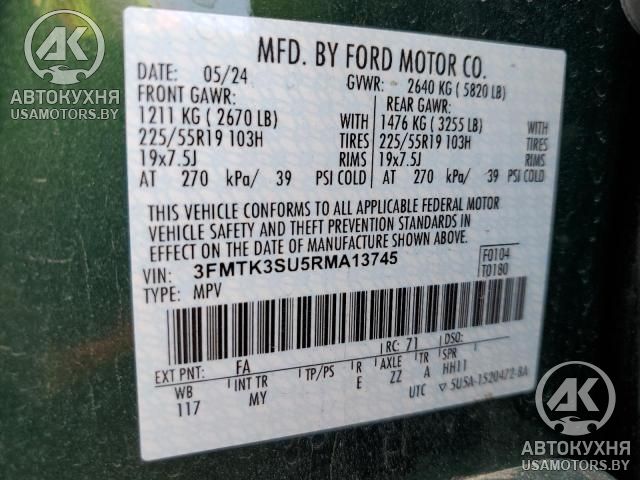 AK
АВТОКУХНЯ
USAMOTORS.BY
MFD. BY FORD MOTOR CO.
DATE: 05/24 GVWR: 2640 KG ( 5820 LB)
FRONT GAWR: REAR GAWR:
1211 KG ( 2670 LB) WITH 1476 KG ( 3255 LB) WITH
225/55R19 103H TIRES 225/55R19 103H TIRES
19x7.5J RIMS 19x7.5J RIMS
AT 270 kPa/ 39 PSI COLD AT 270 kPa/ 39 PSI COLD
THIS VEHICLE CONFORMS TO ALL APPLICABLE FEDERAL MOTOR
VEHICLE SAFETY AND THEFT PREVENTION STANDARDS IN
EFFECT ON THE DATE OF MANUFACTURE SHOWN ABOVE.
VIN: 3FMTK3SU5RMA13745 F0104
TYPE: MPV T0180
EXT PNT: FA RC: 71 DSO:
WB INT TR TP/PS R AXLE TR SPR
117 MY E ZZ A HH11
UTC ▽ 5U5A-1520472-BA
AK
АВТОКУХНЯ
USAMOTORS.BY